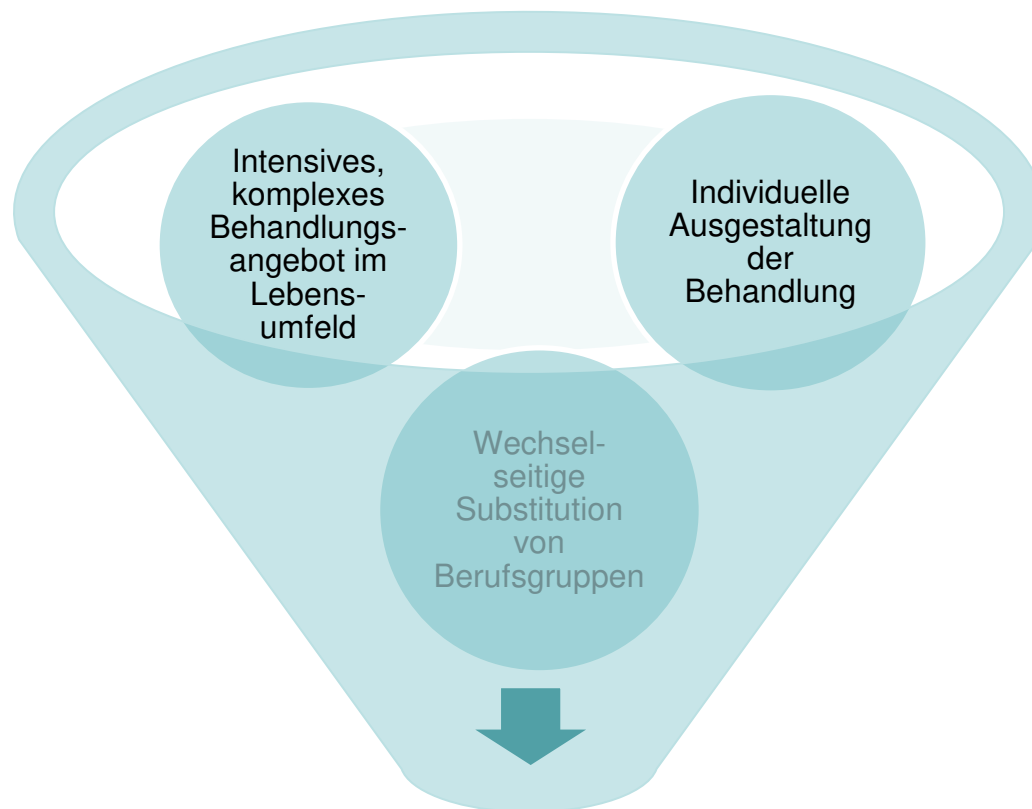 Intensives,
komplexes
Behandlungs-
angebot im
Lebens-
umfeld
Individuelle
Ausgestaltung
der
Behandlung
Wechsel-
seitige
Substitution
von
Berufsgruppen